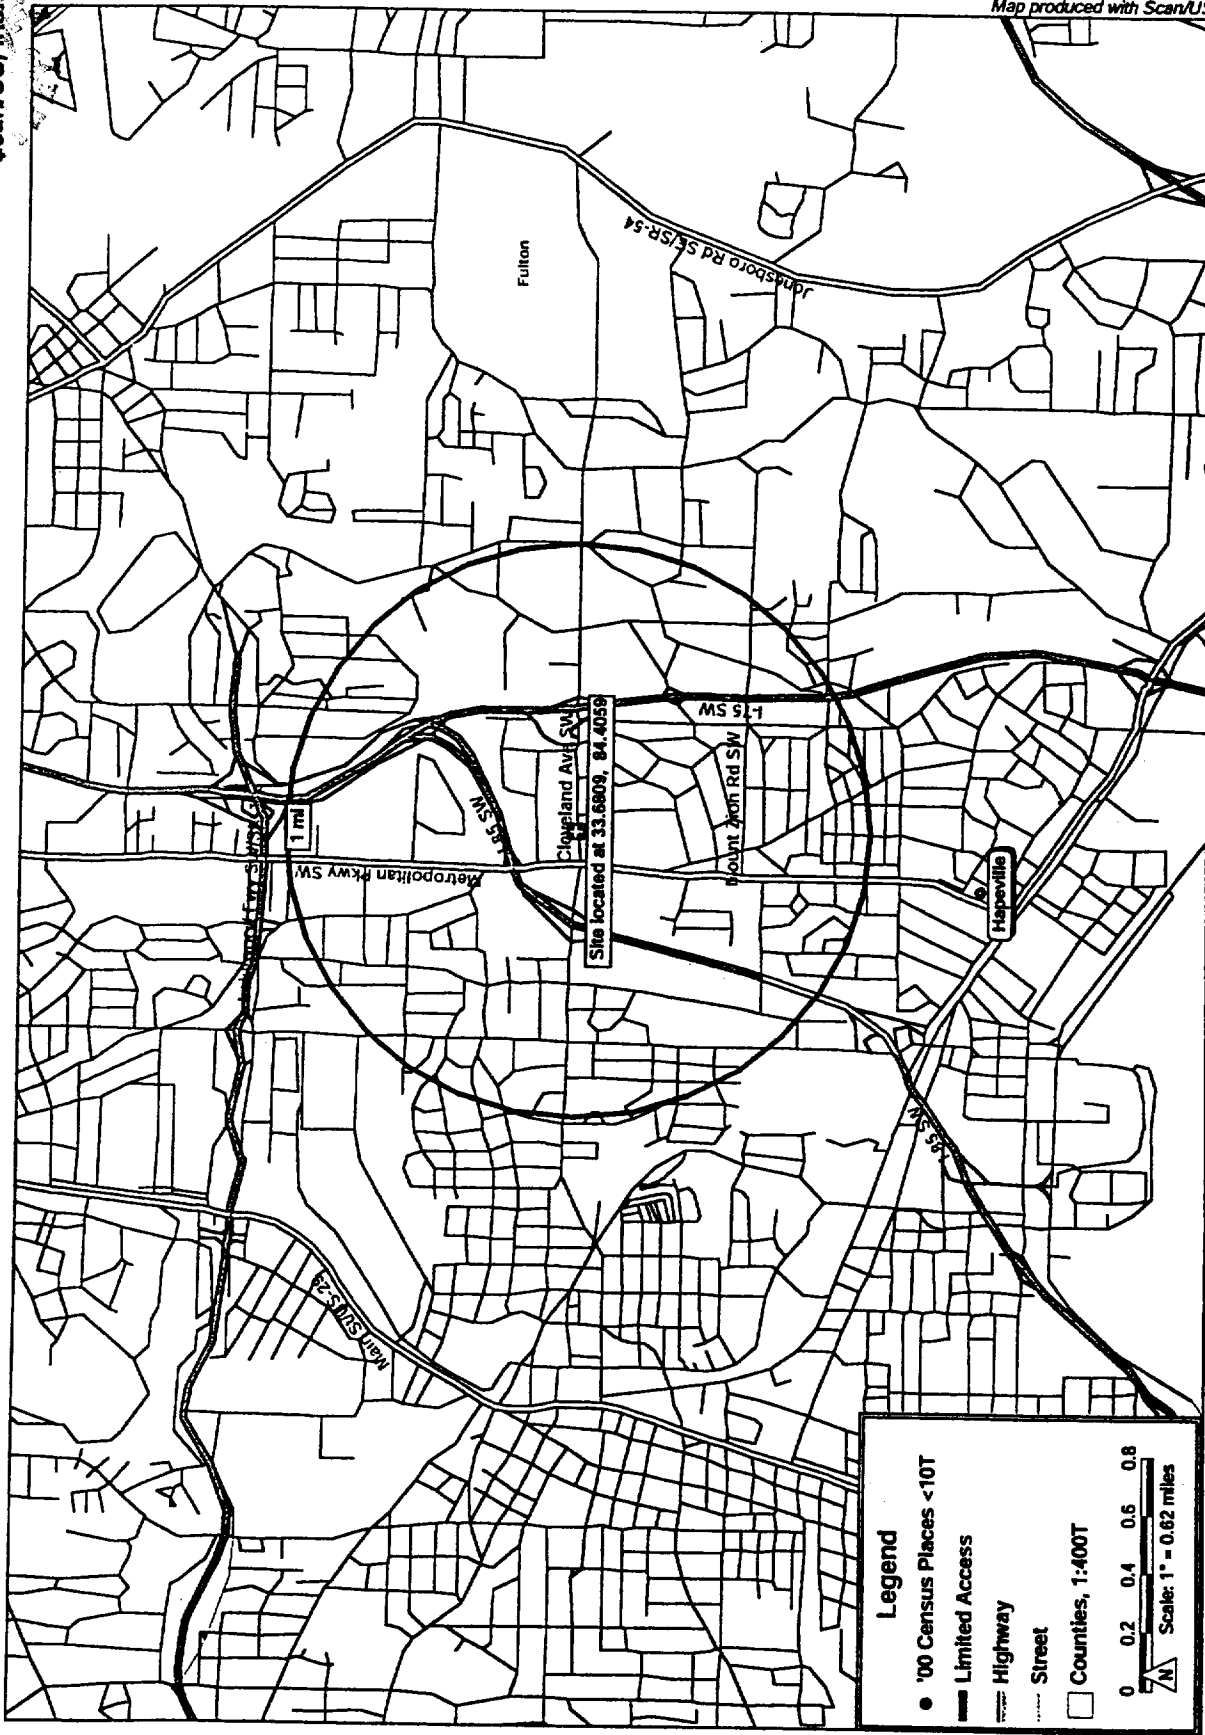 Map produced with Scan/US
Fulton
Jonesboro Rd SE/SR-54
1 mi
Metropolitan Pkwy SW
I-85 SW
Cleveland Ave SW
Site located at 33.6809, 84.4059
I-75 SW
Mount Zion Rd SW
Hapeville
I-85 SW
Main St/US-29
Legend
'00 Census Places <10T
Limited Access
Highway
Street
Counties, 1:400T
0 0.2 0.4 0.6 0.8
N Scale: 1" = 0.62 miles